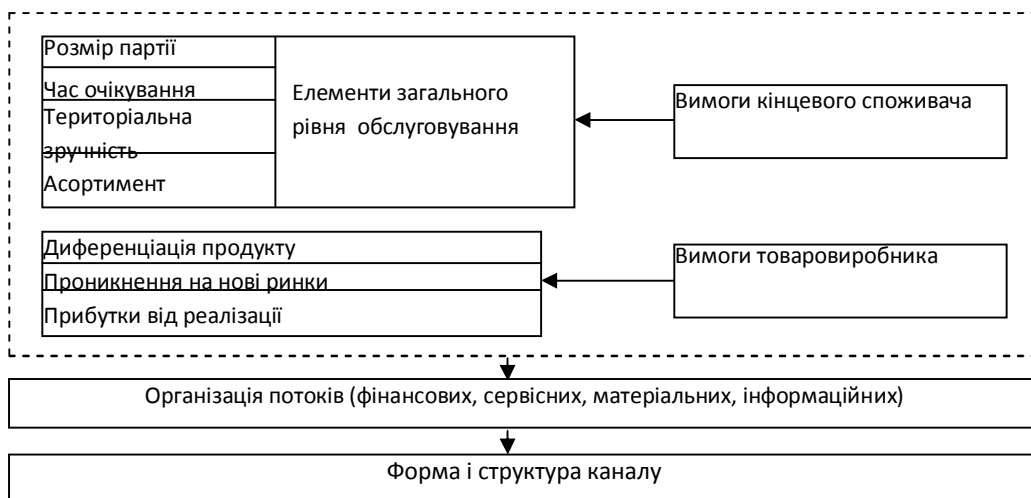 Розмір партії
Час очікування
Територіальна
зручність
Асортимент
Елементи загального
рівня обслуговування
Вимоги кінцевого споживача
Диференціація продукту
Проникнення на нові ринки
Прибутки від реалізації
Вимоги товаровиробника
Організація потоків (фінансових, сервісних, матеріальних, інформаційних)
Форма і структура каналу